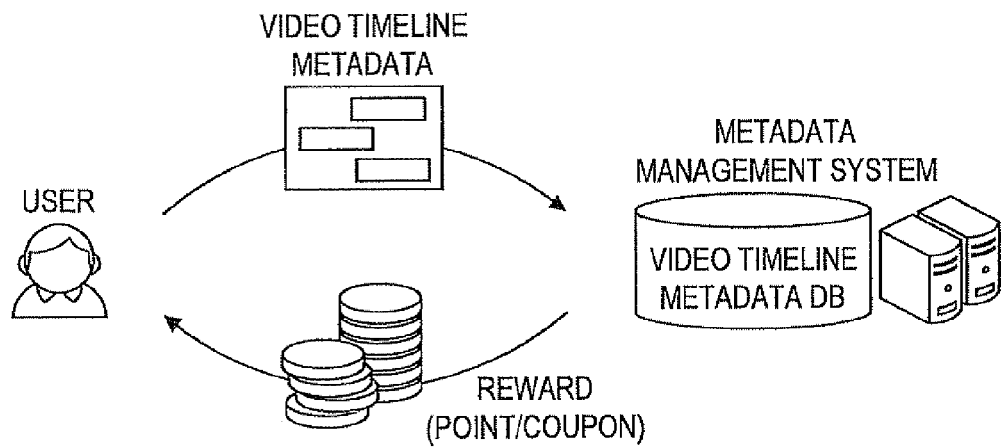 VIDEO TIMELINE
METADATA
USER
METADATA
MANAGEMENT SYSTEM
VIDEO TIMELINE
METADATA DB
REWARD
(POINT/COUPON)